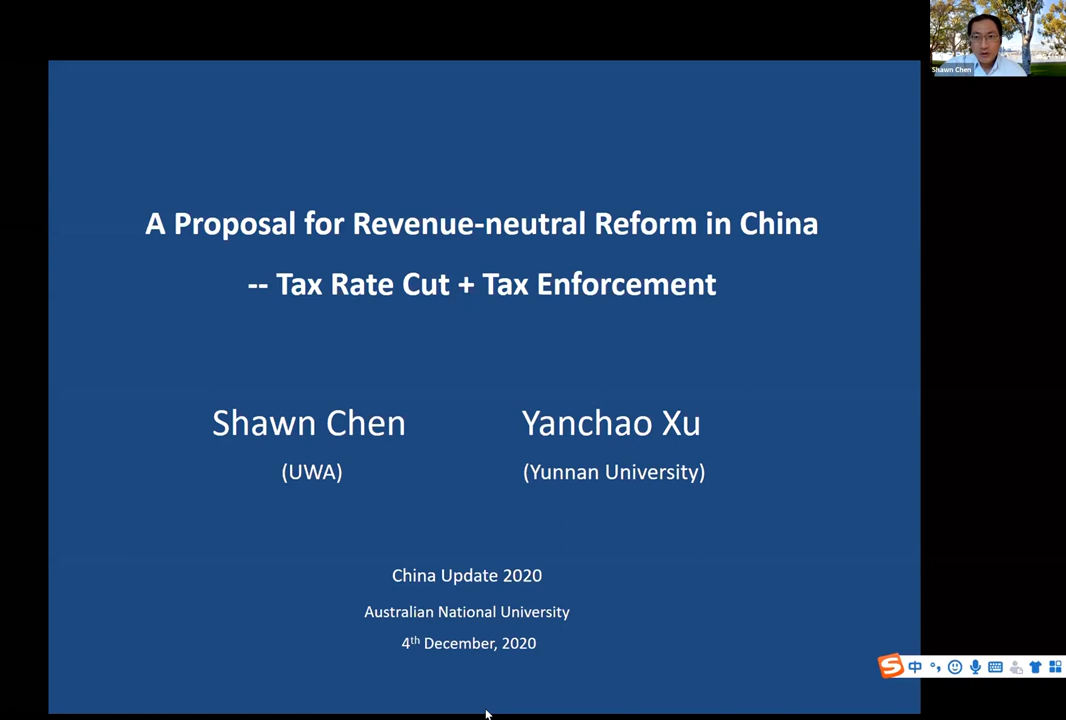 Shawn Chen
A Proposal for Revenue-neutral Reform in China
-- Tax Rate Cut + Tax Enforcement
Shawn Chen Yanchao Xu
(UWA) (Yunnan University)
China Update 2020
Australian National University
4th December, 2020
S 中 °,